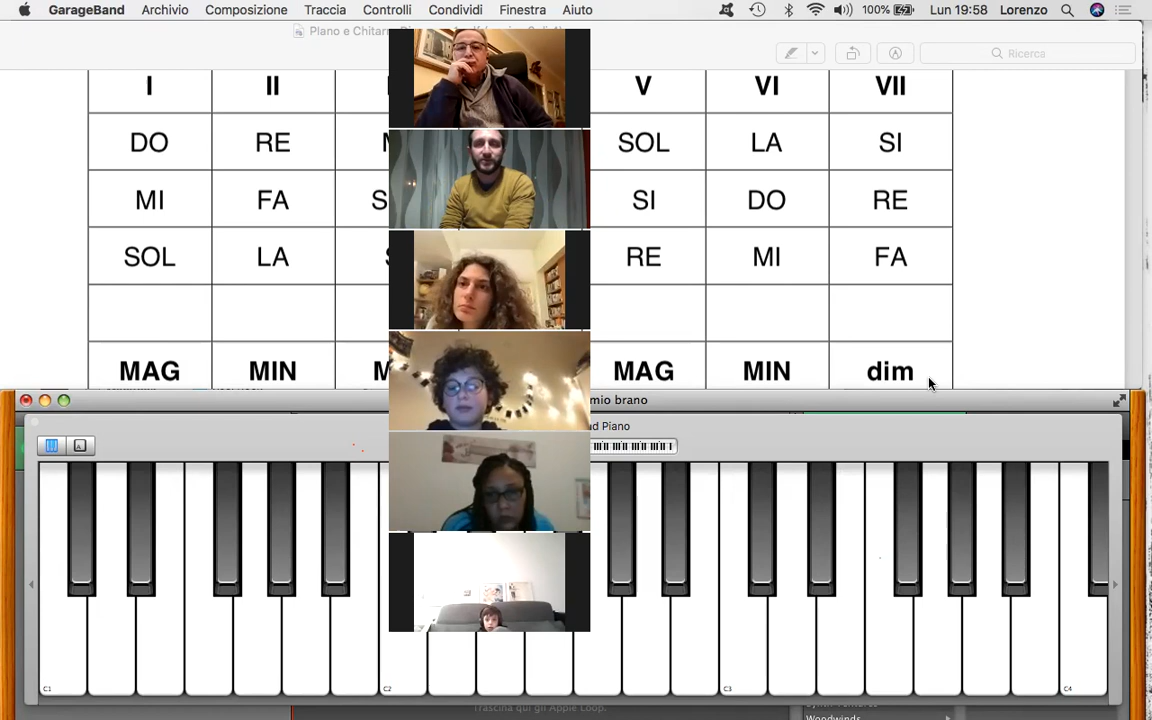 GarageBand Archivio Composizione Traccia Controlli Condividi Finestra Aiuto 100% Lun 19:58 Lorenzo
Piano e Chitarra
Ricerca
I II V VI VII
DO RE SOL LA SI
MI FA S SI DO RE
SOL LA RE MI FA
MAG MIN MAG MIN dim
mio brano
nd Piano
C1 C2 C3 C4
Trascina qui gli Apple Loop.
Woodwinds